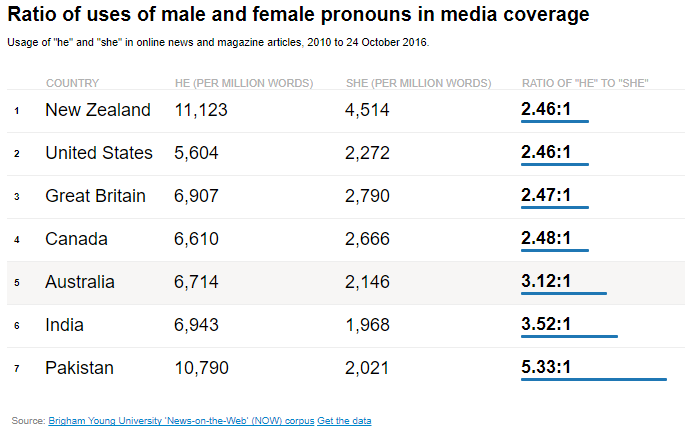 Ratio of uses of male and female pronouns in media coverage
Usage of "he" and "she" in online news and magazine articles, 2010 to 24 October 2016.
COUNTRY HE (PER MILLION WORDS) SHE (PER MILLION WORDS) RATIO OF "HE" TO "SHE"
1 New Zealand 11,123 4,514 2.46:1
2 United States 5,604 2,272 2.46:1
3 Great Britain 6,907 2,790 2.47:1
4 Canada 6,610 2,666 2.48:1
5 Australia 6,714 2,146 3.12:1
6 India 6,943 1,968 3.52:1
7 Pakistan 10,790 2,021 5.33:1
Source: Brigham Young University 'News-on-the-Web' (NOW) corpus Get the data